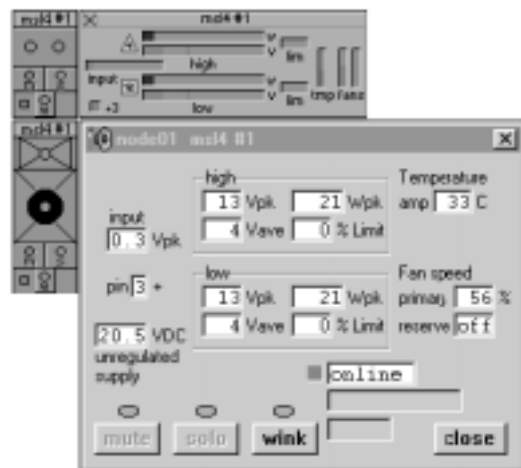 msl4 #1
msl4 #1
v
v
lim
high
input
v
v
lim
tmp fans
+3
low
msl4 #1
node01 msl4 #1
high
Temperature
13 Vpk 21 Wpk
amp 33 C
input
4 Vave 0 % Limit
0.3 Vpk
low
Fan speed
pin 3 +
13 Vpk 21 Wpk
primary 56 %
4 Vave 0 % Limit
reserve off
20.5 VDC
unregulated
supply
online
mute solo wink close